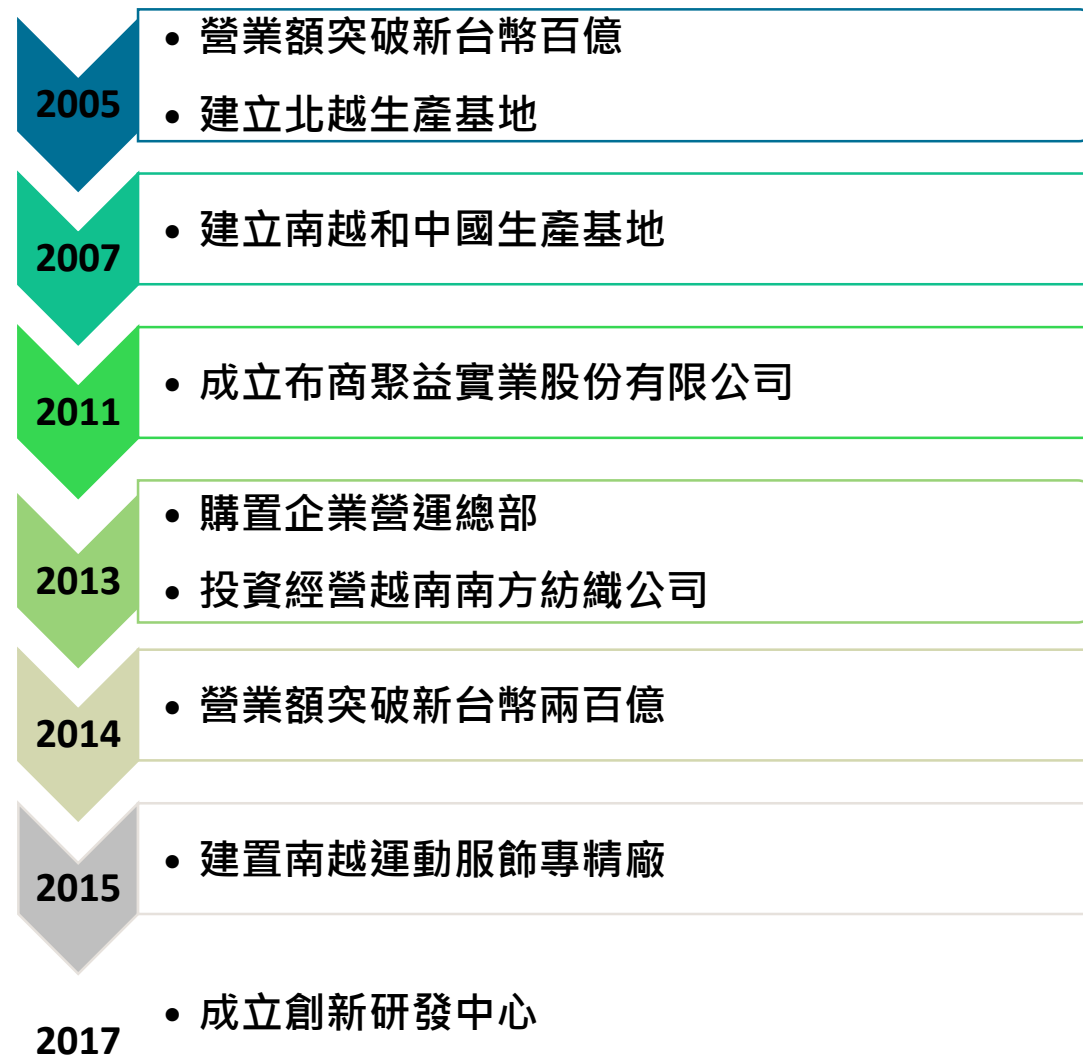 2005
• 營業額突破新台幣百億
• 建立北越生產基地
2007
• 建立南越和中國生產基地
2011
• 成立布商聚益實業股份有限公司
2013
• 購置企業營運總部
• 投資經營越南南方紡織公司
2014
• 營業額突破新台幣兩百億
2015
• 建置南越運動服飾專精廠
2017
• 成立創新研發中心